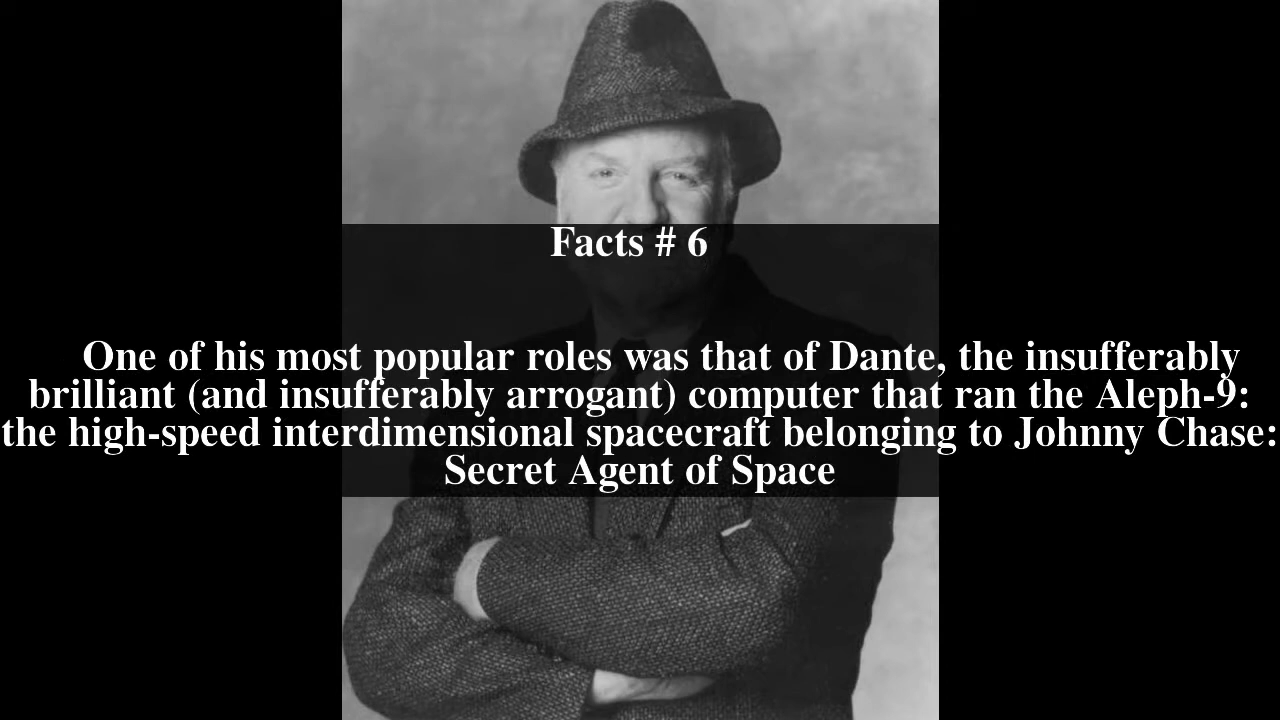 Facts # 6
One of his most popular roles was that of Dante, the insufferably
brilliant (and insufferably arrogant) computer that ran the Aleph-9:
the high-speed interdimensional spacecraft belonging to Johnny Chase:
Secret Agent of Space